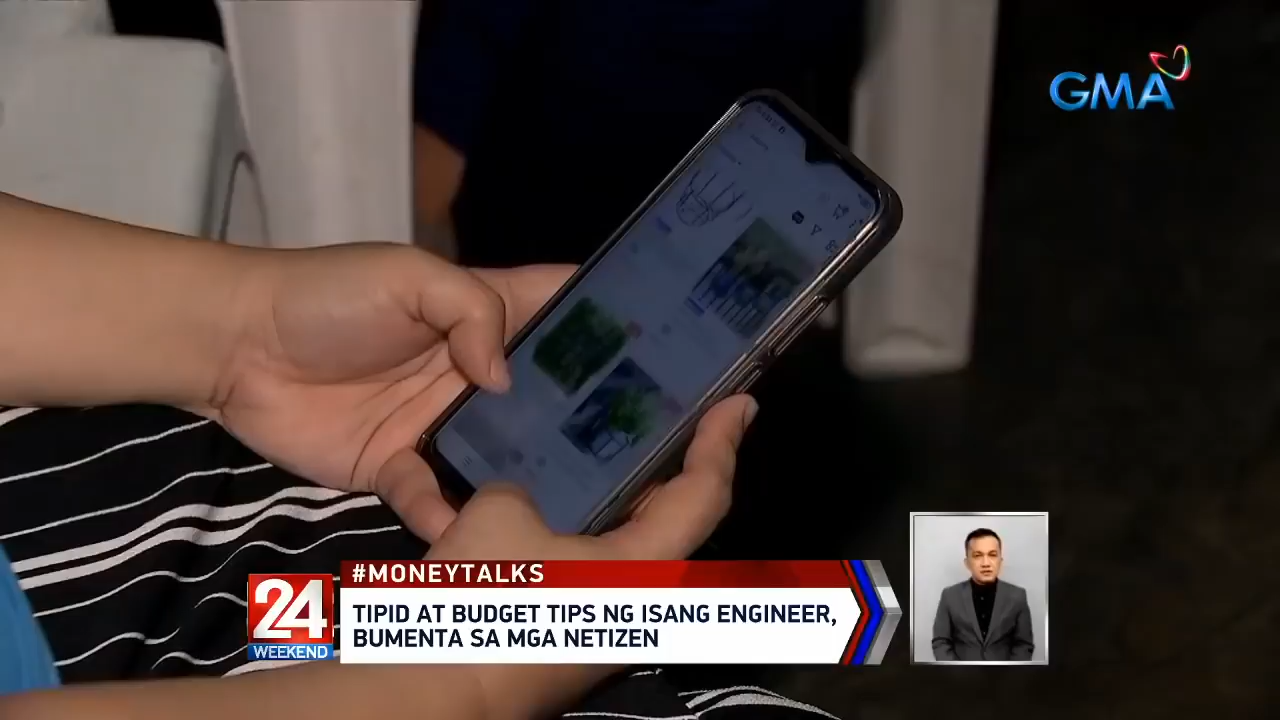 GMA
#MONEYTALKS
24
WEEKEND
TIPID AT BUDGET TIPS NG ISANG ENGINEER,
BUMENTA SA MGA NETIZEN